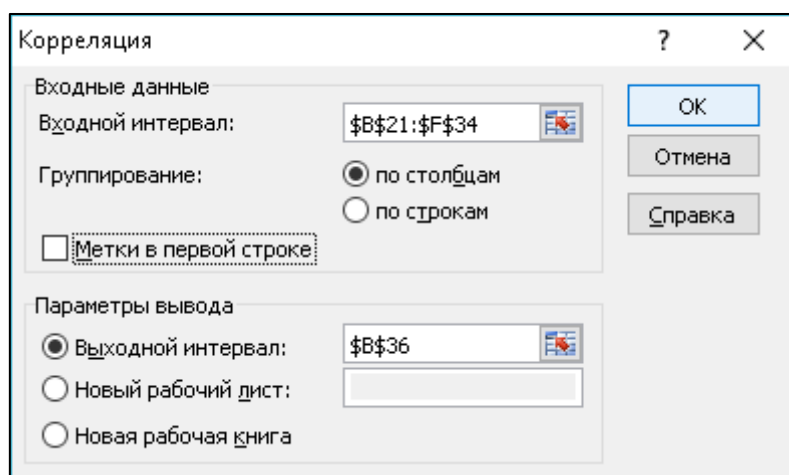 Корреляция
?
Входные данные
Входной интервал:
$B$21:$F$34
OK
Группирование:
по столбцам
Отмена
по строкам
Справка
Метки в первой строке
Параметры вывода
Выходной интервал:
$B$36
Новый рабочий лист:
Новая рабочая книга